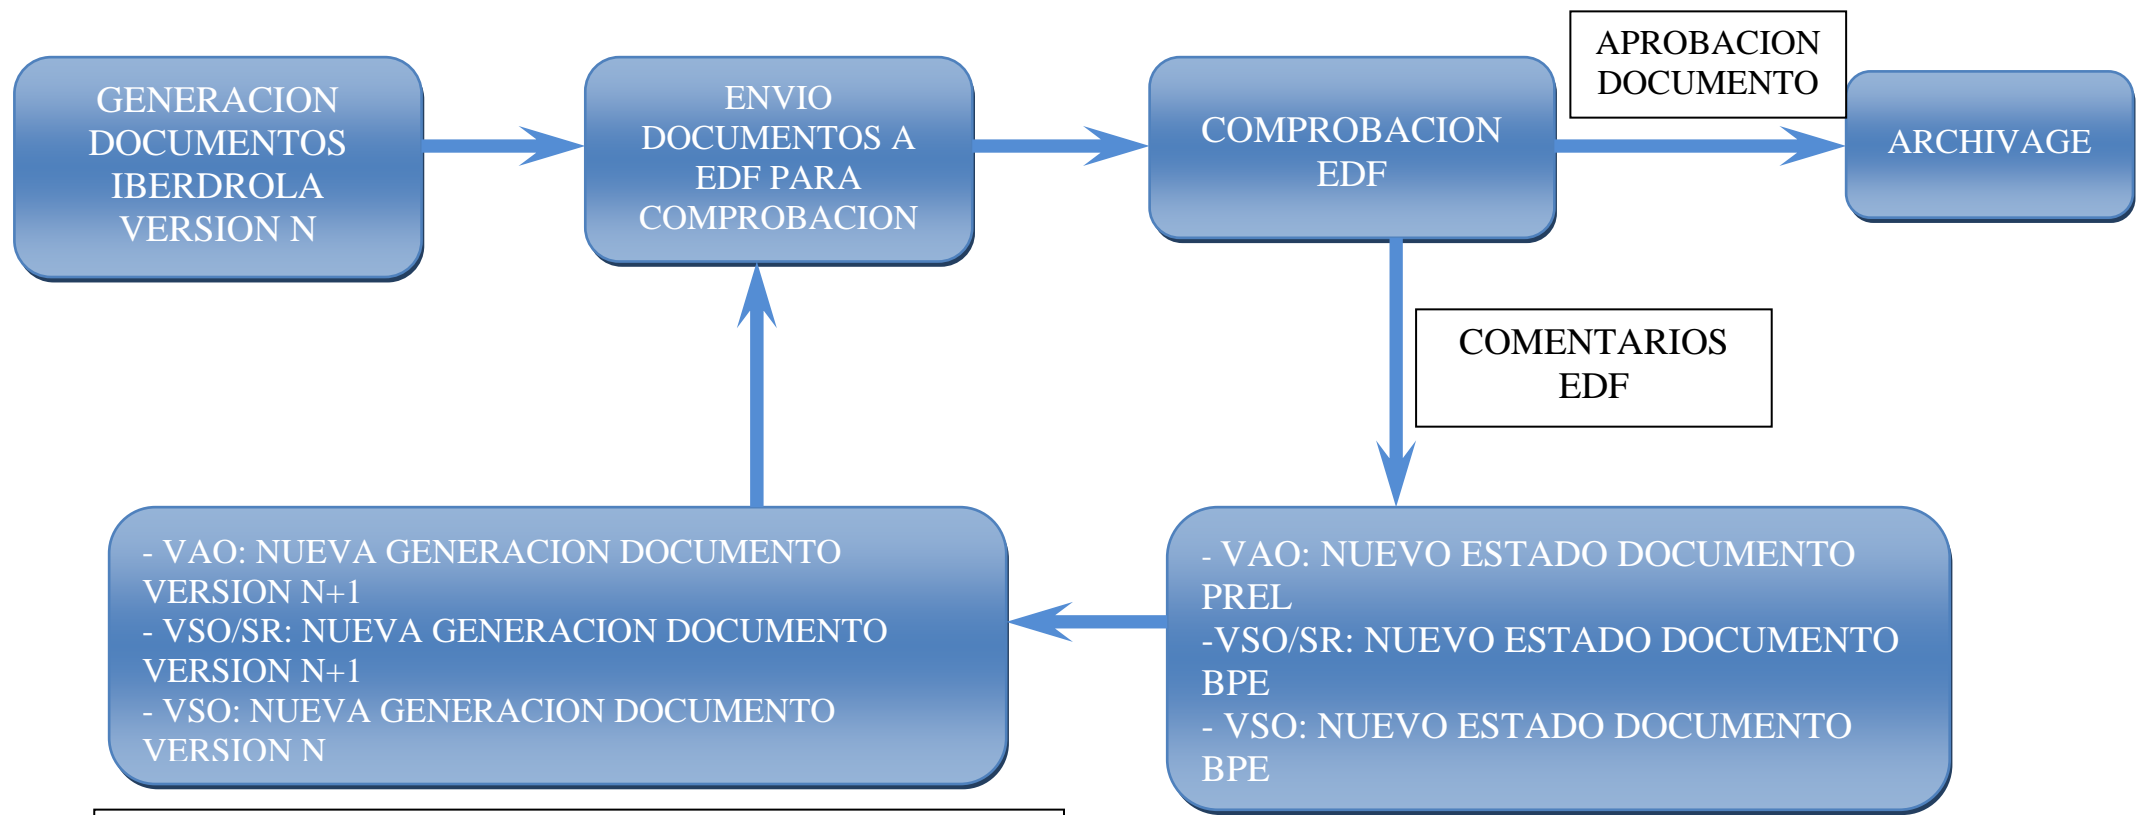 GENERACION
DOCUMENTOS
IBERDROLA
VERSION N
ENVIO
DOCUMENTOS A
EDF PARA
COMPROBACION
COMPROBACION
EDF
APROBACION
DOCUMENTO
ARCHIVAGE
COMENTARIOS
EDF
- VAO: NUEVO ESTADO DOCUMENTO
PREL
-VSO/SR: NUEVO ESTADO DOCUMENTO
BPE
- VSO: NUEVO ESTADO DOCUMENTO
BPE
- VAO: NUEVA GENERACION DOCUMENTO
VERSION N+1
- VSO/SR: NUEVA GENERACION DOCUMENTO
VERSION N+1
- VSO: NUEVA GENERACION DOCUMENTO
VERSION N